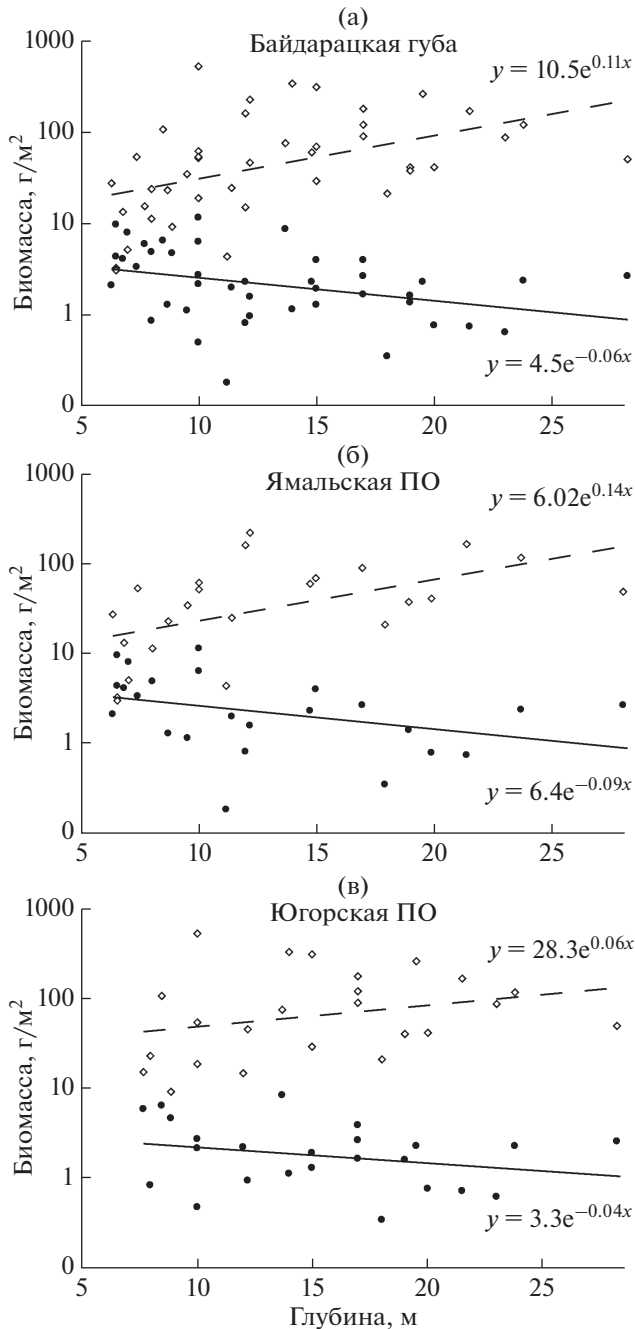 (а)
Байдарацкая губа
1000
100
10
1
0
Биомасса, г/м²
y = 10.5e^0.11x
y = 4.5e^−0.06x
5 10 15 20 25
(б)
Ямальская ПО
1000
100
10
1
0
Биомасса, г/м²
y = 6.02e^0.14x
y = 6.4e^−0.09x
5 10 15 20 25
(в)
Югорская ПО
1000
100
10
1
0
Биомасса, г/м²
y = 28.3e^0.06x
y = 3.3e^−0.04x
5 10 15 20 25
Глубина, м